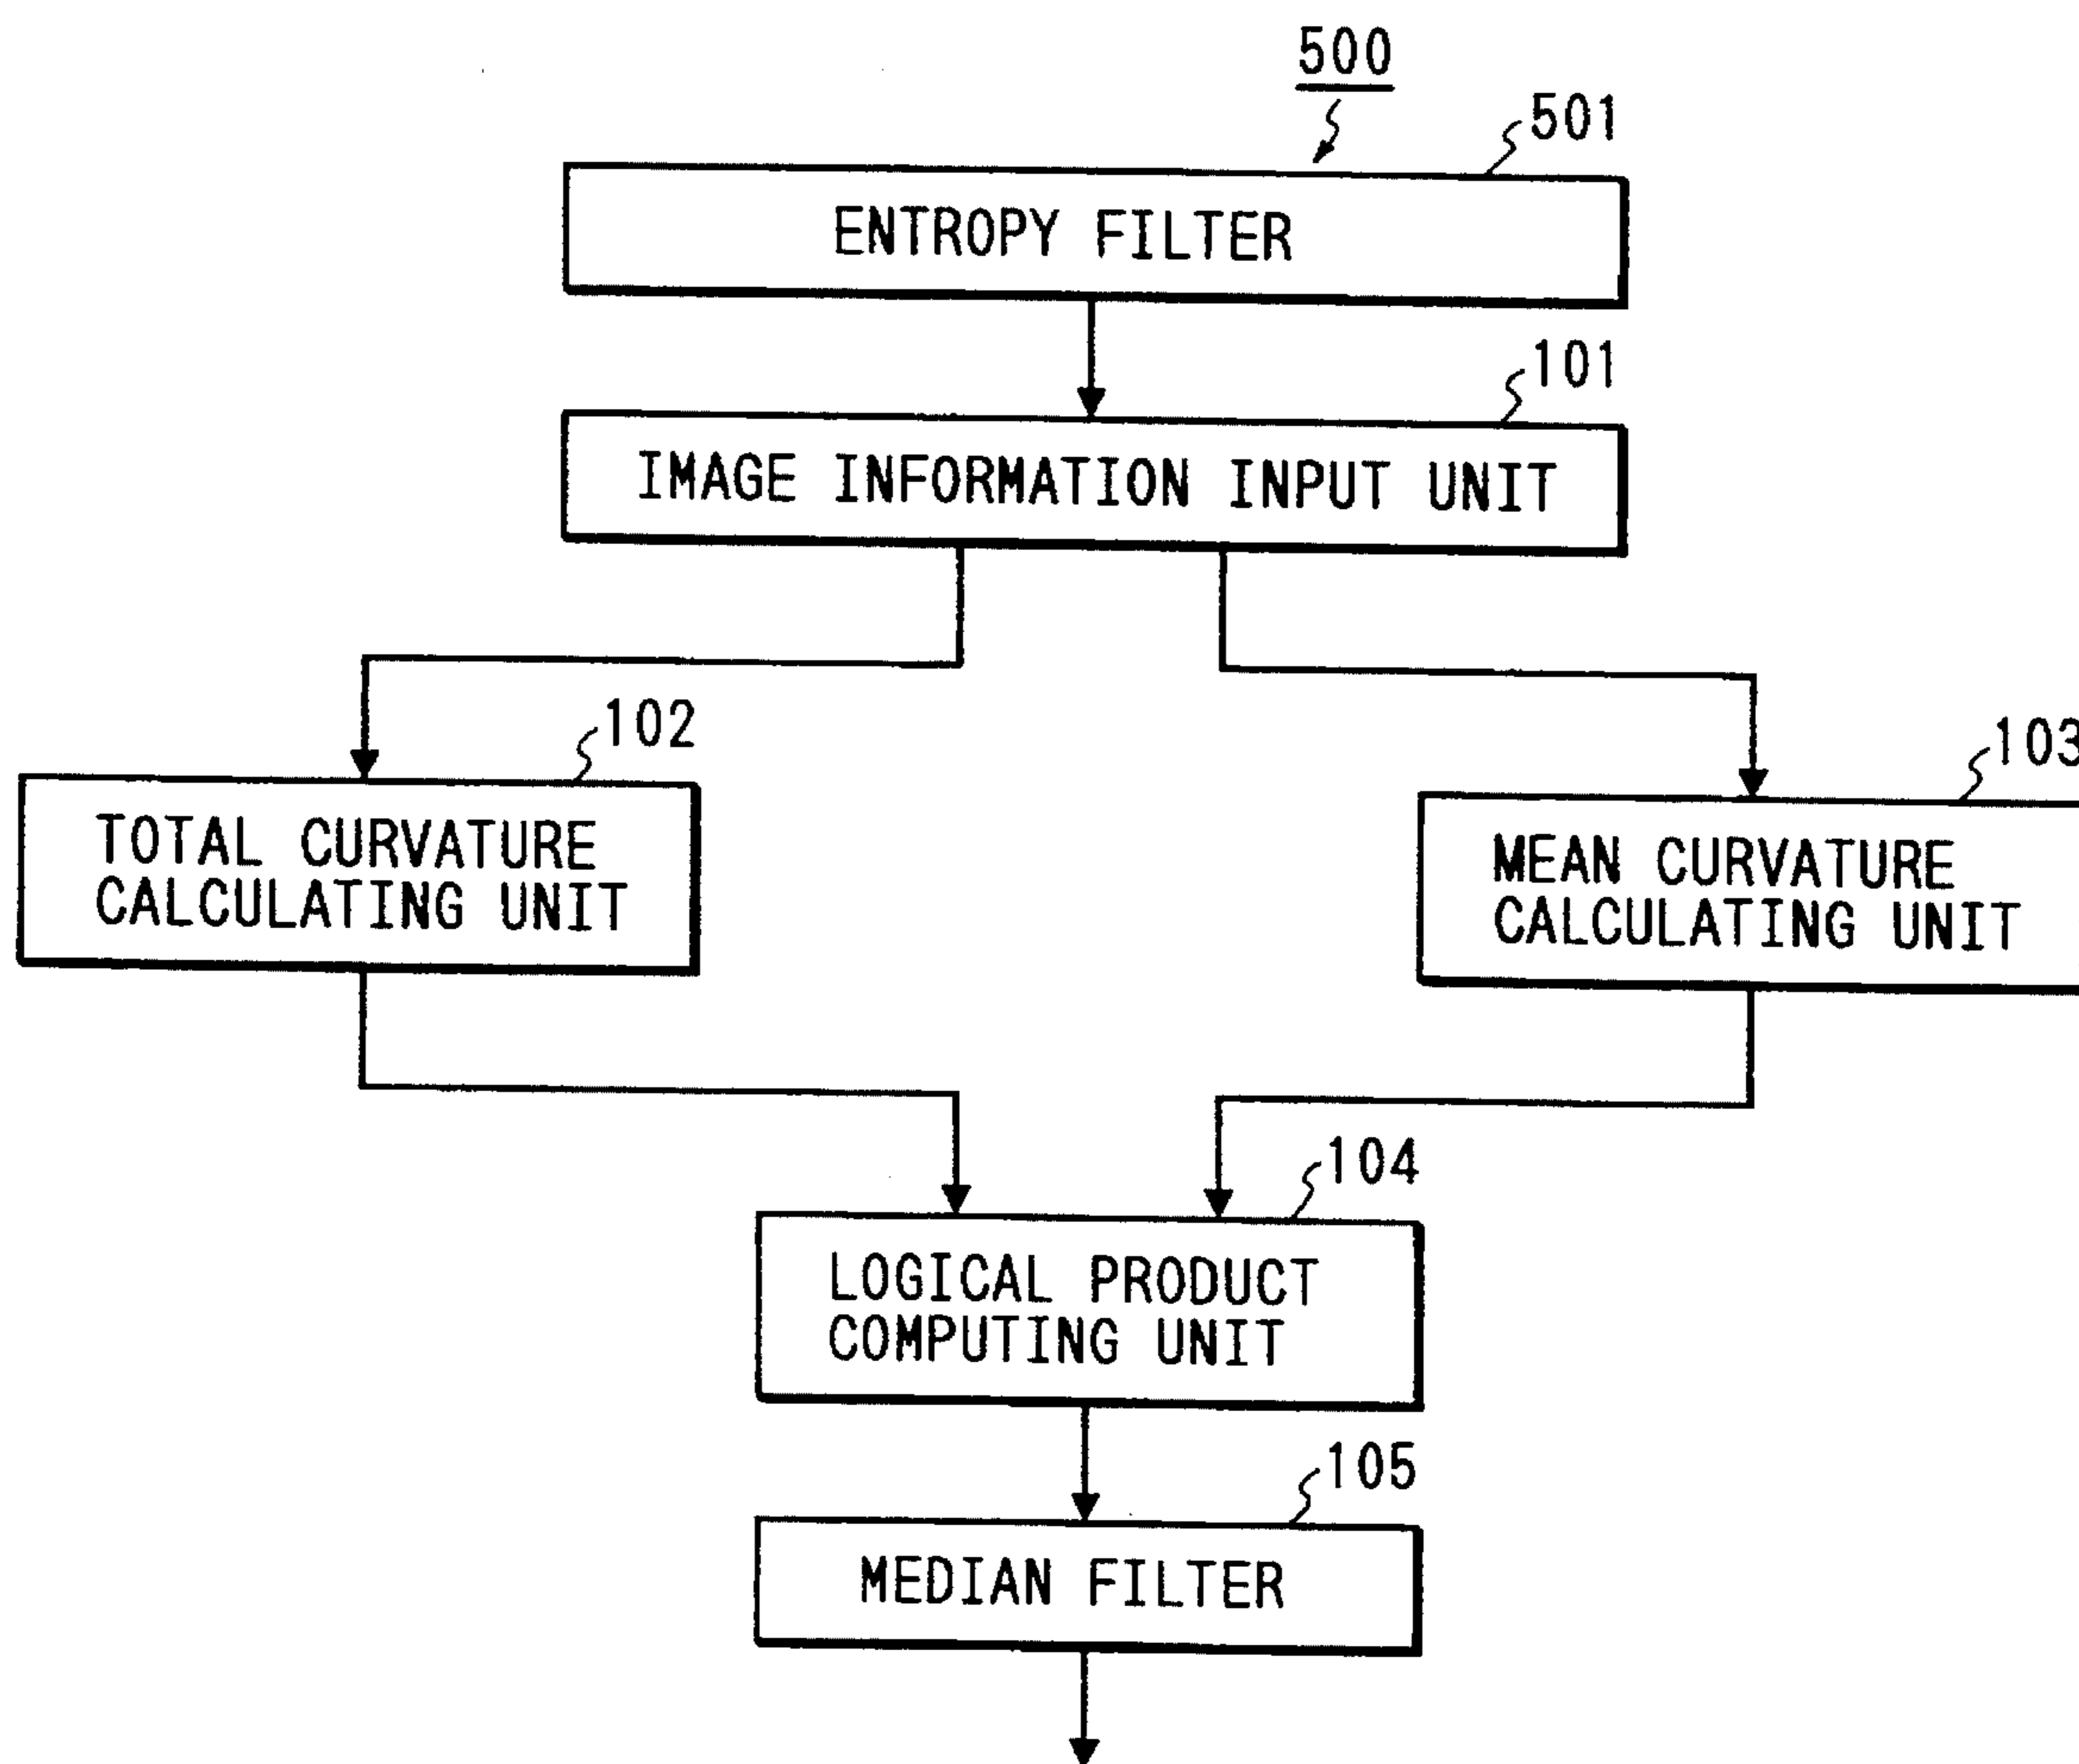 500
501
ENTROPY FILTER
101
IMAGE INFORMATION INPUT UNIT
102
TOTAL CURVATURE
CALCULATING UNIT
103
MEAN CURVATURE
CALCULATING UNIT
104
LOGICAL PRODUCT
COMPUTING UNIT
105
MEDIAN FILTER